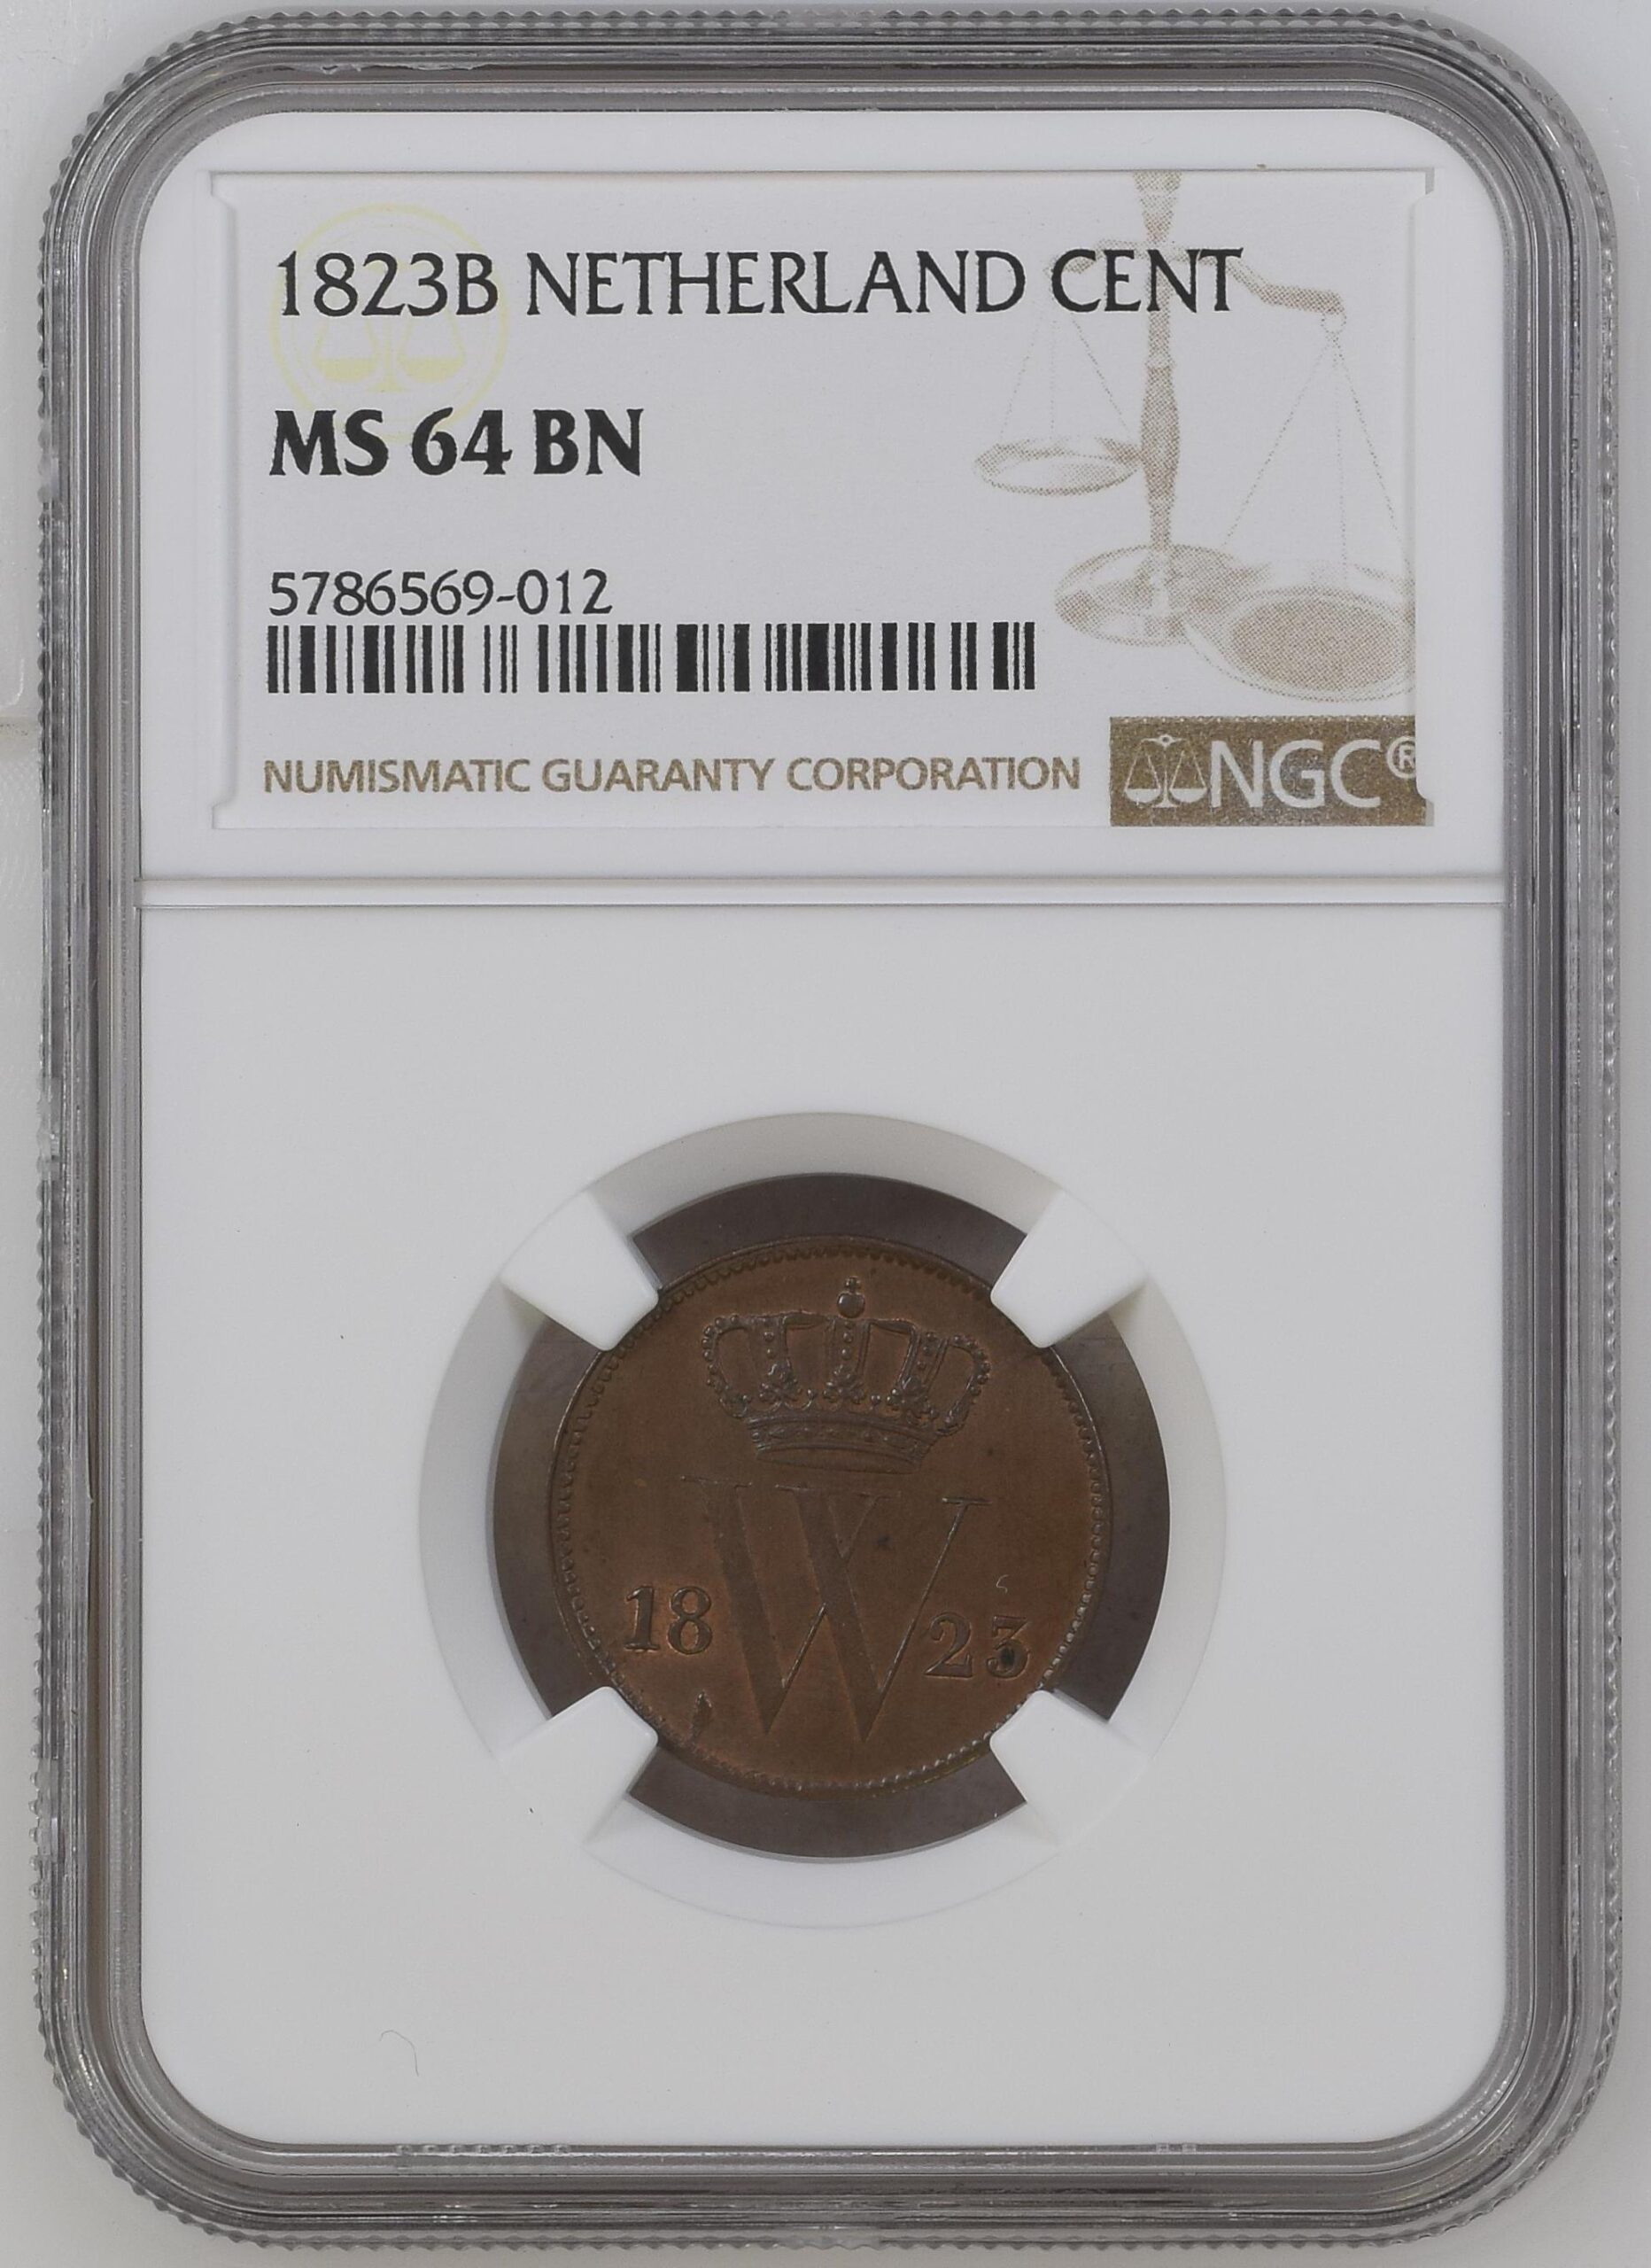 1823B NETHERLAND CENT
MS 64 BN
5786569-012
NUMISMATIC GUARANTY CORPORATION
NGC®
W
18 23